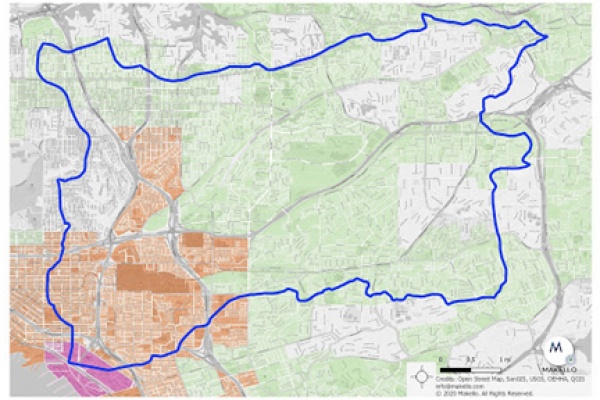 M
MAKELLO
0 0.5 1 mi
Credits: Open Street Map, SanGIS, USGS, OEHHA, QGIS
info@makello.com
© 2020 Makello. All Rights Reserved.